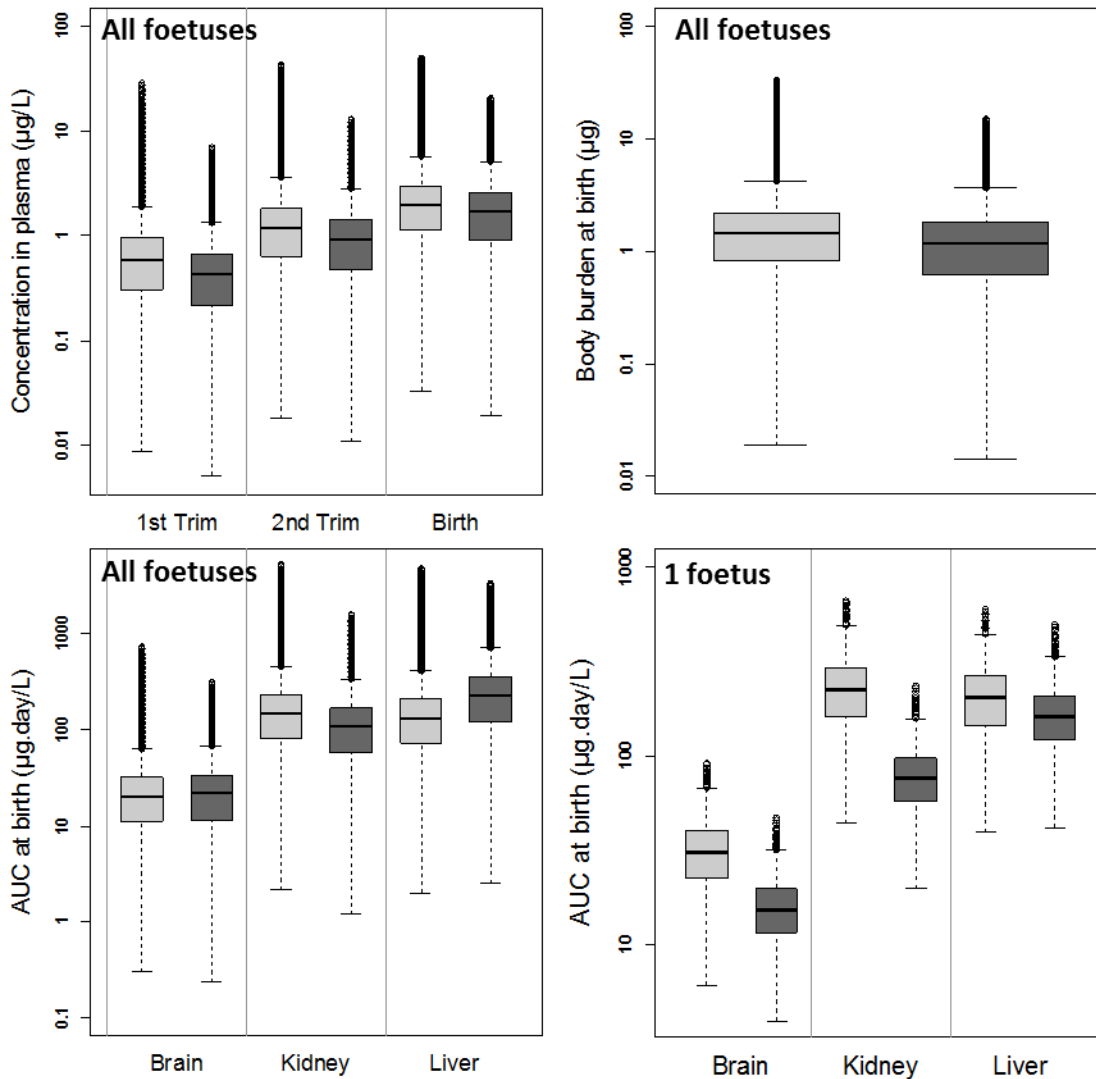 All foetuses
Concentration in plasma (µg/L)
100
10
1
0.1
0.01
1st Trim 2nd Trim Birth
All foetuses
Body burden at birth (µg)
100
10
1
0.1
0.01
All foetuses
AUC at birth (µg.day/L)
1000
100
10
1
0.1
Brain Kidney Liver
1 foetus
AUC at birth (µg.day/L)
1000
100
10
Brain Kidney Liver